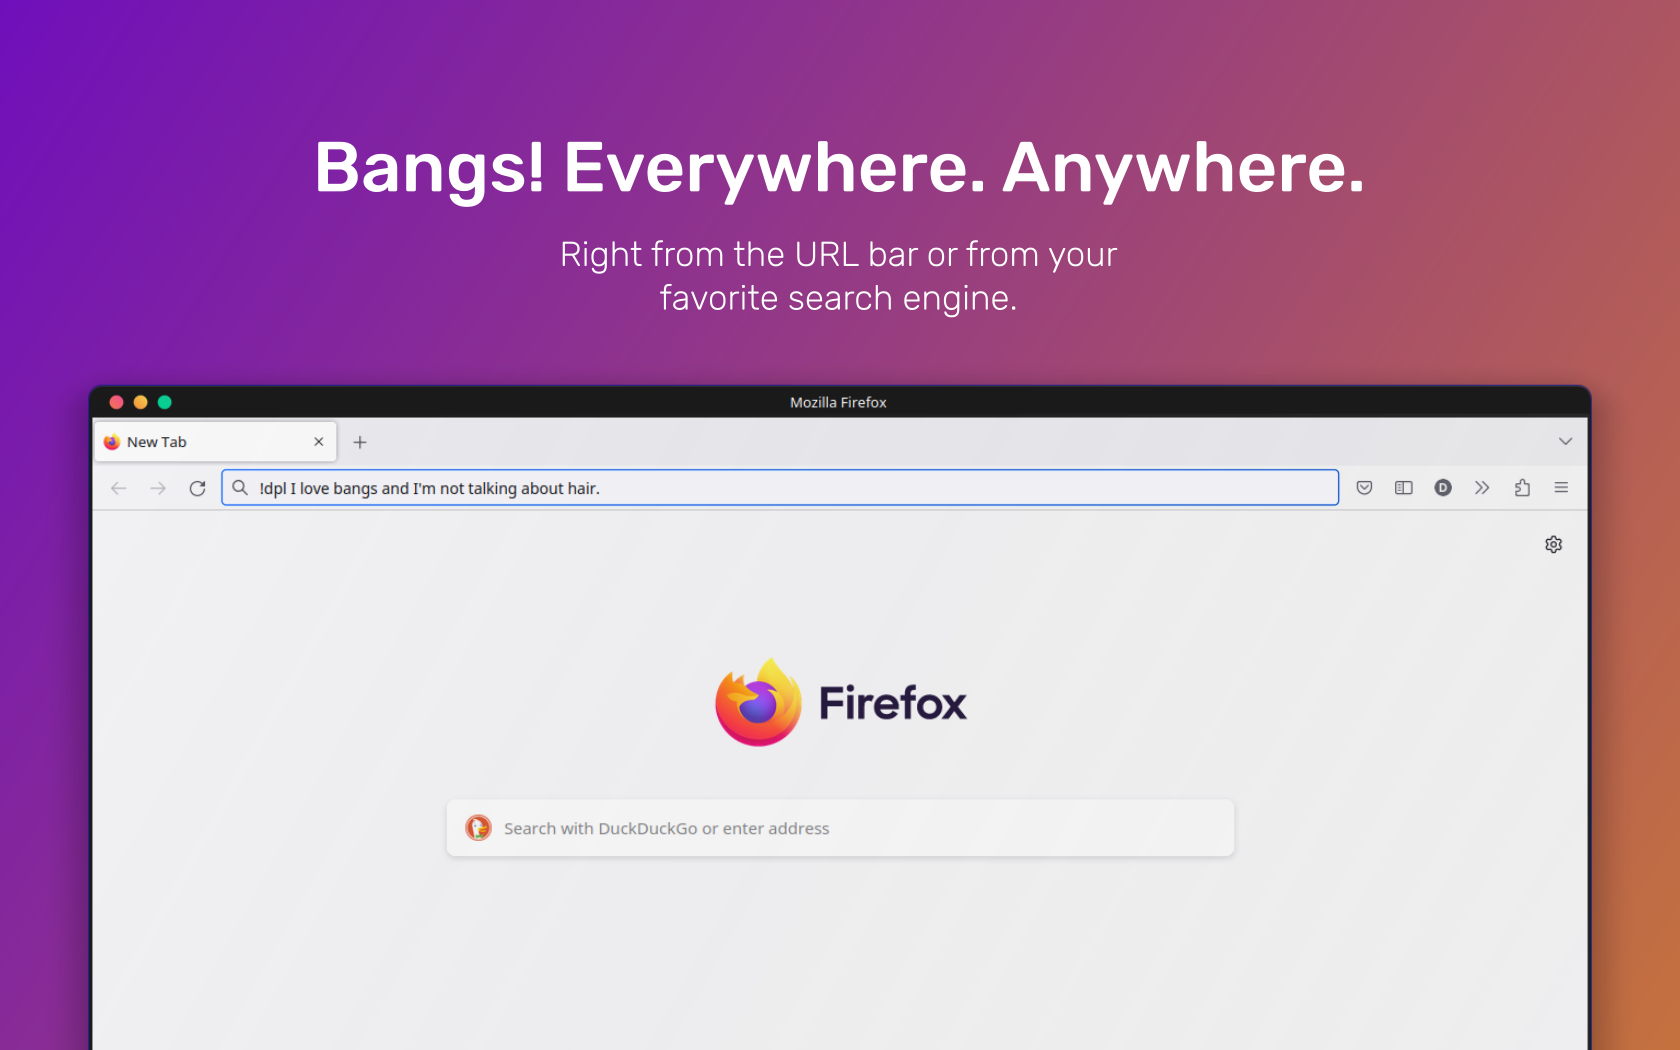 Bangs! Everywhere. Anywhere.
Right from the URL bar or from your
favorite search engine.
Mozilla Firefox
New Tab
!dpl I love bangs and I'm not talking about hair.
D
Firefox
Search with DuckDuckGo or enter address